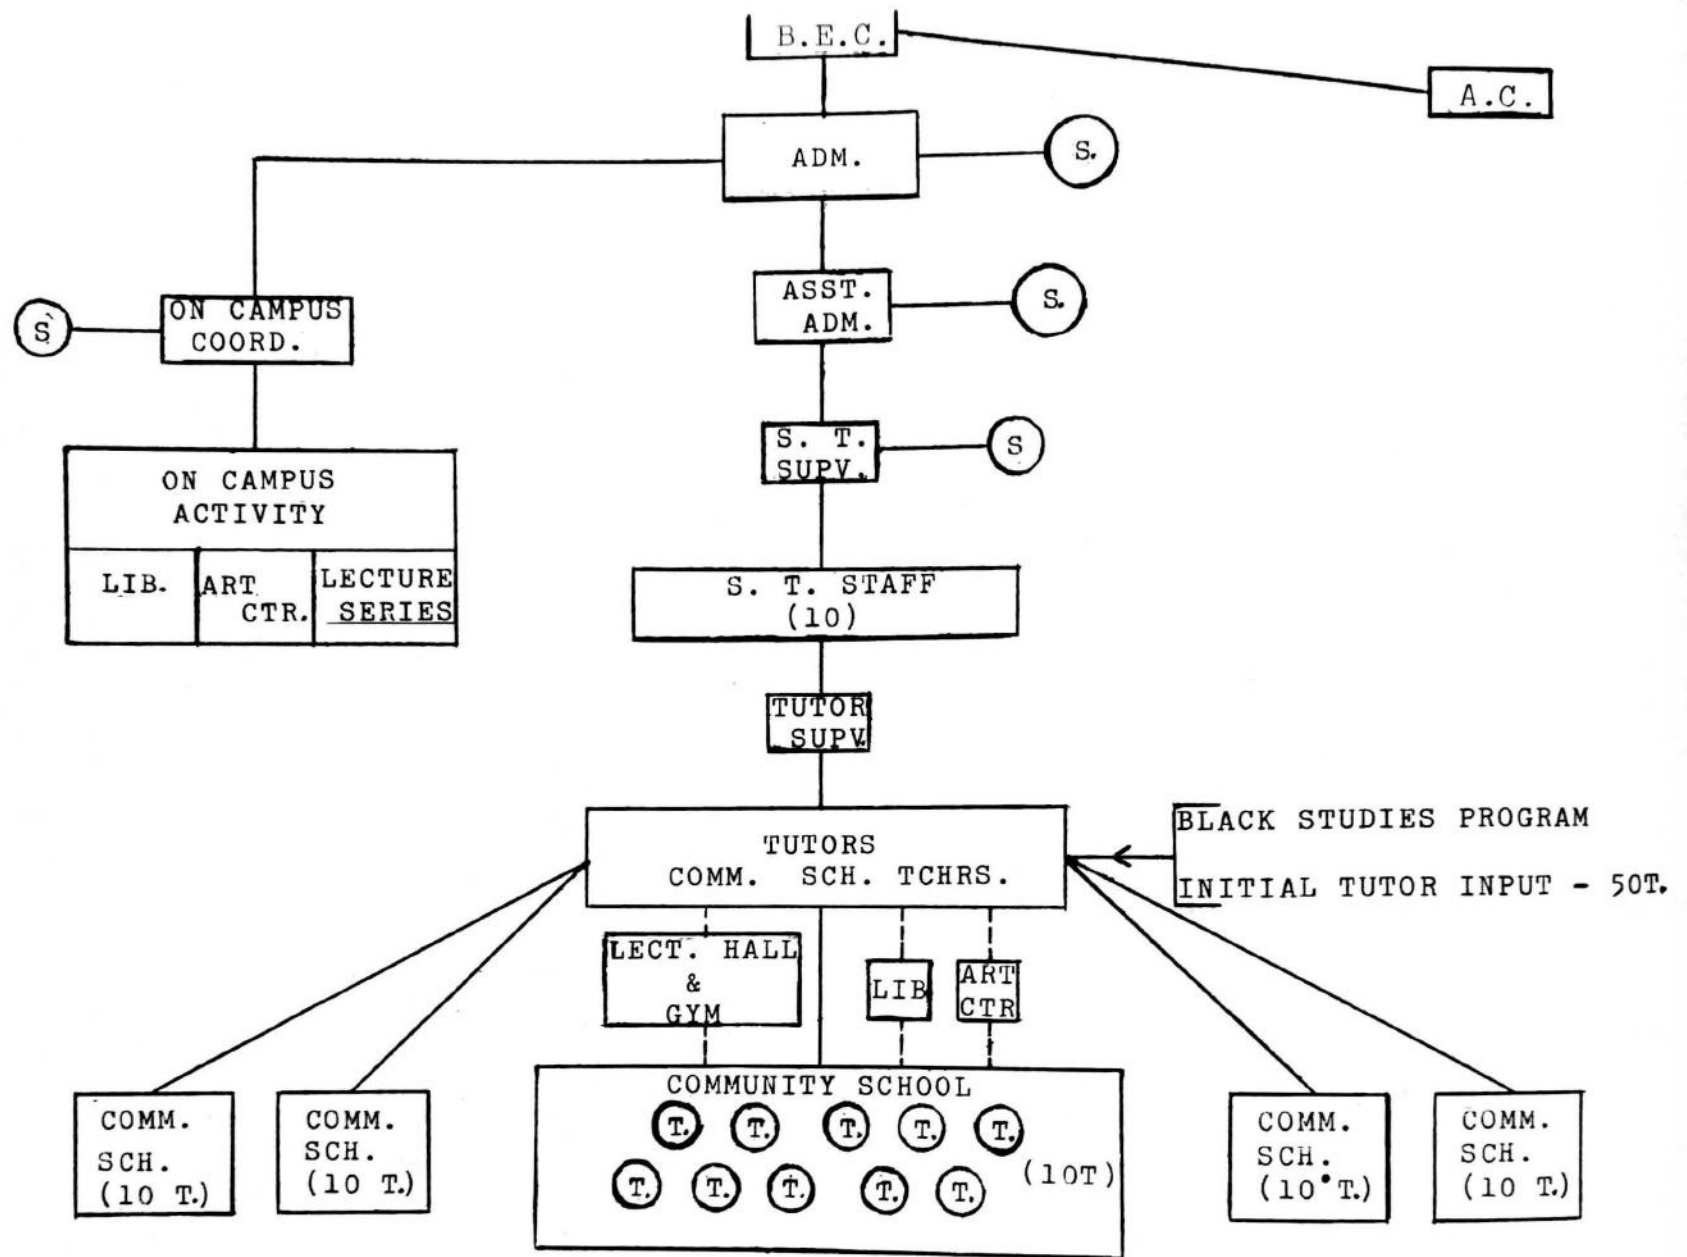 B.E.C.
A.C.
ADM.
S.
ASST.
ADM.
S.
ON CAMPUS
COORD.
S
S. T.
SUPV.
S
ON CAMPUS
ACTIVITY
LIB.
ART
CTR.
LECTURE
SERIES
S. T. STAFF
(10)
TUTOR
SUPV.
TUTORS
COMM. SCH. TCHRS.
BLACK STUDIES PROGRAM
INITIAL TUTOR INPUT - 50T.
LECT. HALL
&
GYM
LIB
ART
CTR
COMM.
SCH.
(10 T.)
COMM.
SCH.
(10 T.)
COMMUNITY SCHOOL
T. T. T. T. T.
T. T. T. T. T.
(10T)
COMM.
SCH.
(10 T.)
COMM.
SCH.
(10 T.)